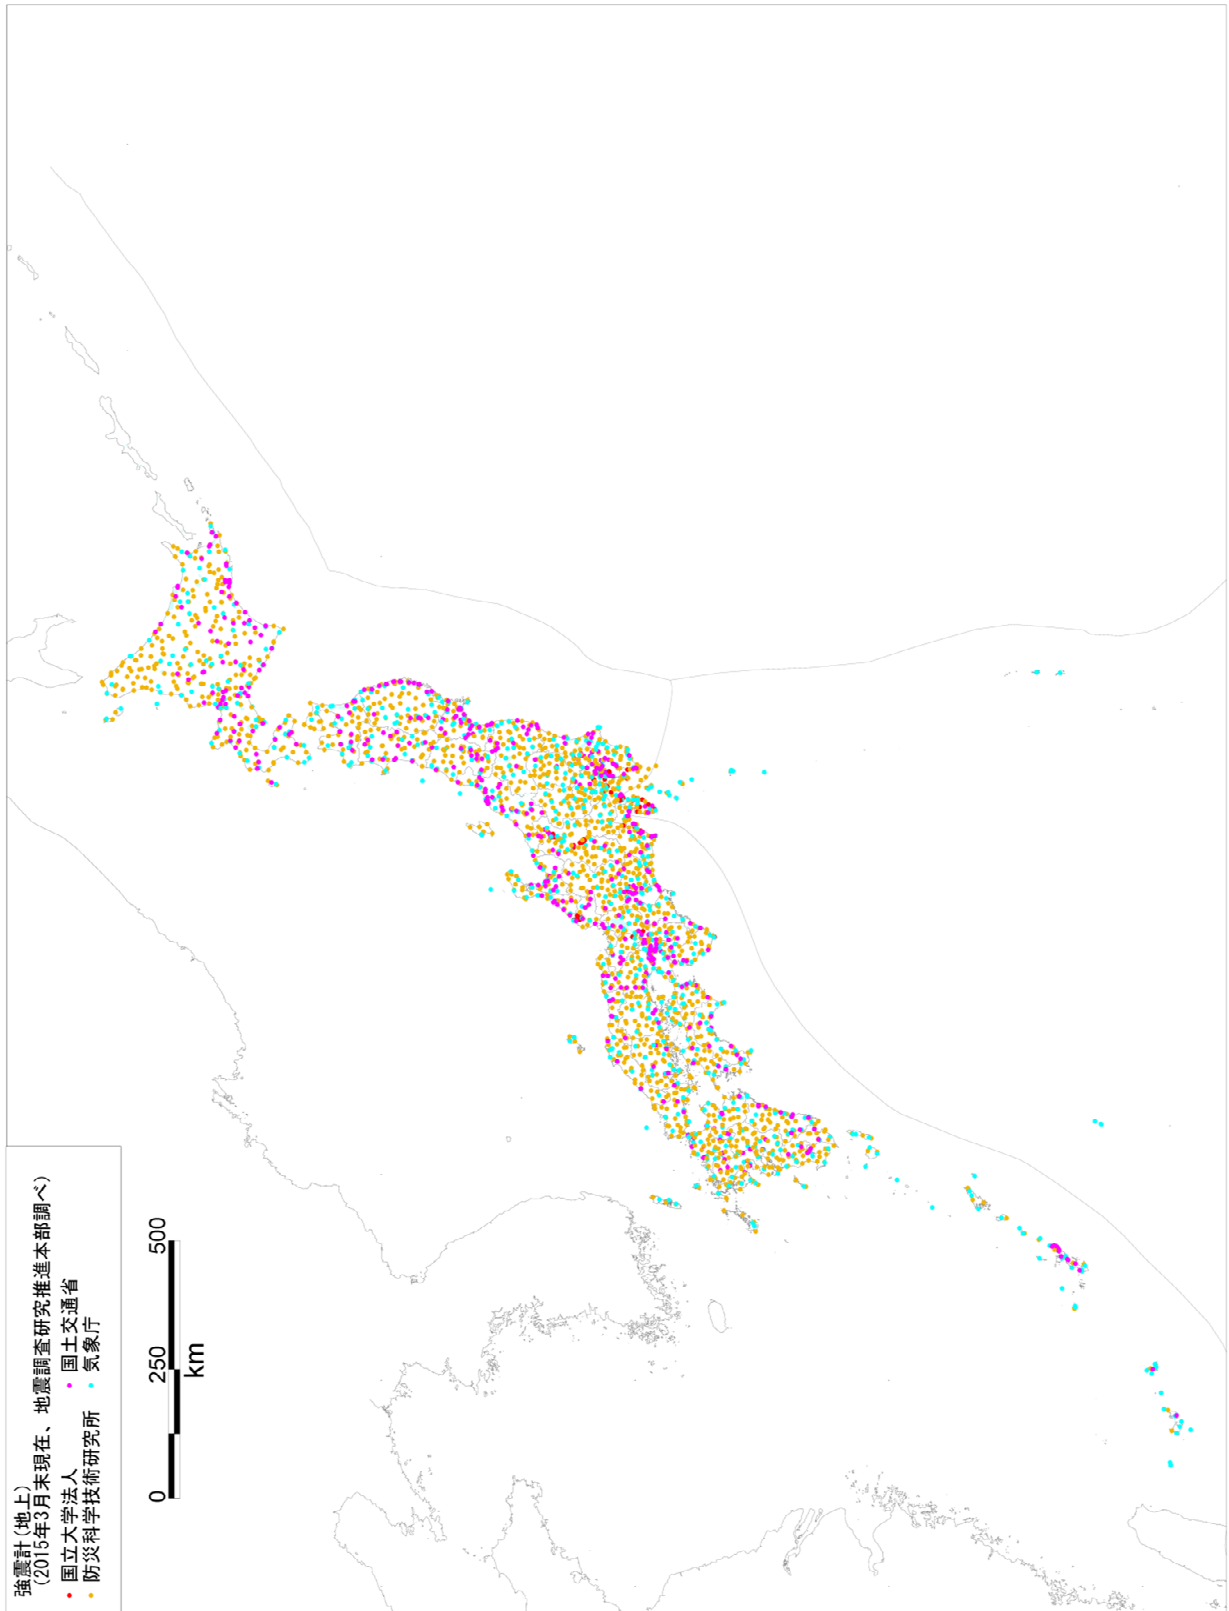 強震計(地上)
(2015年3月末現在、地震調査研究推進本部調べ)
国立大学法人 国土交通省
防災科学技術研究所 気象庁
0 250 500
km